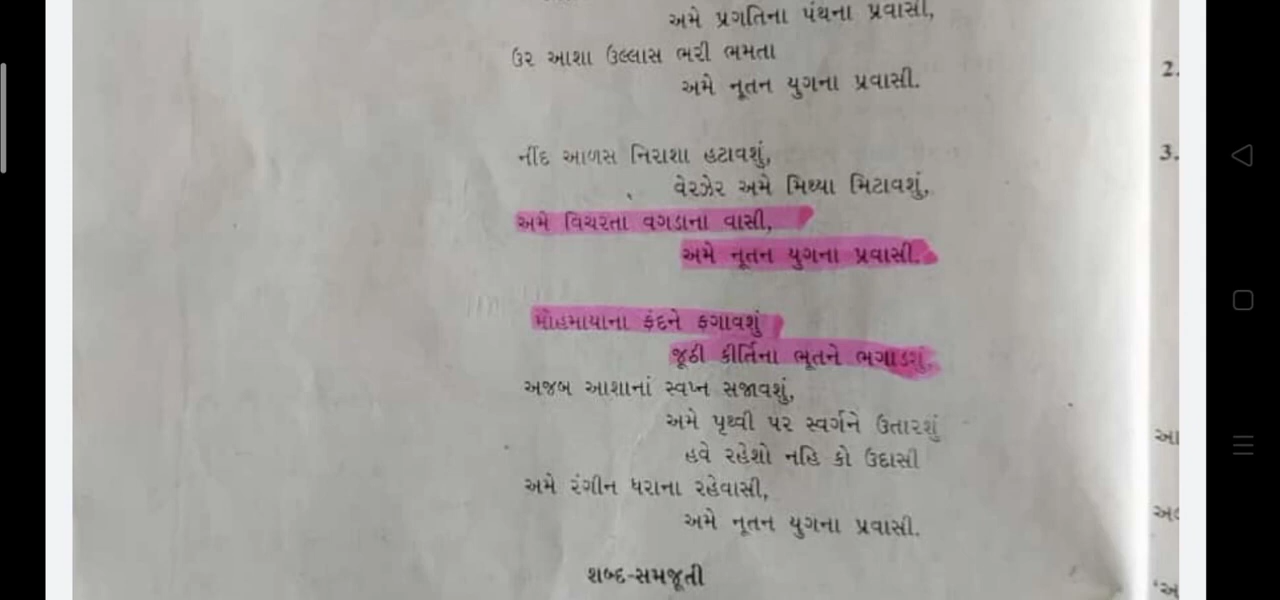 અમે પ્રગતિના પંથના પ્રવાસી,
ઉર આશા ઉલ્લાસ ભરી ભમતા
અમે નૂતન યુગના પ્રવાસી.
નીંદ આળસ નિરાશા હટાવશું,
વેરઝેર અમે મિથ્યા મિટાવશું,
અમે વિચરતા વગડાના વાસી,
અમે નૂતન યુગના પ્રવાસી.
મોહમાયાના ફંદને ફગાવશું
જૂઠી કીર્તિના ભૂતને ભગાડશું,
અજબ આશાનાં સ્વપ્ન સજાવશું,
અમે પૃથ્વી પર સ્વર્ગને ઉતારશું
હવે રહેશો નહિ કો ઉદાસી
અમે રંગીન ધરાના રહેવાસી,
અમે નૂતન યુગના પ્રવાસી.
શબ્દ-સમજૂતી
2.
3.